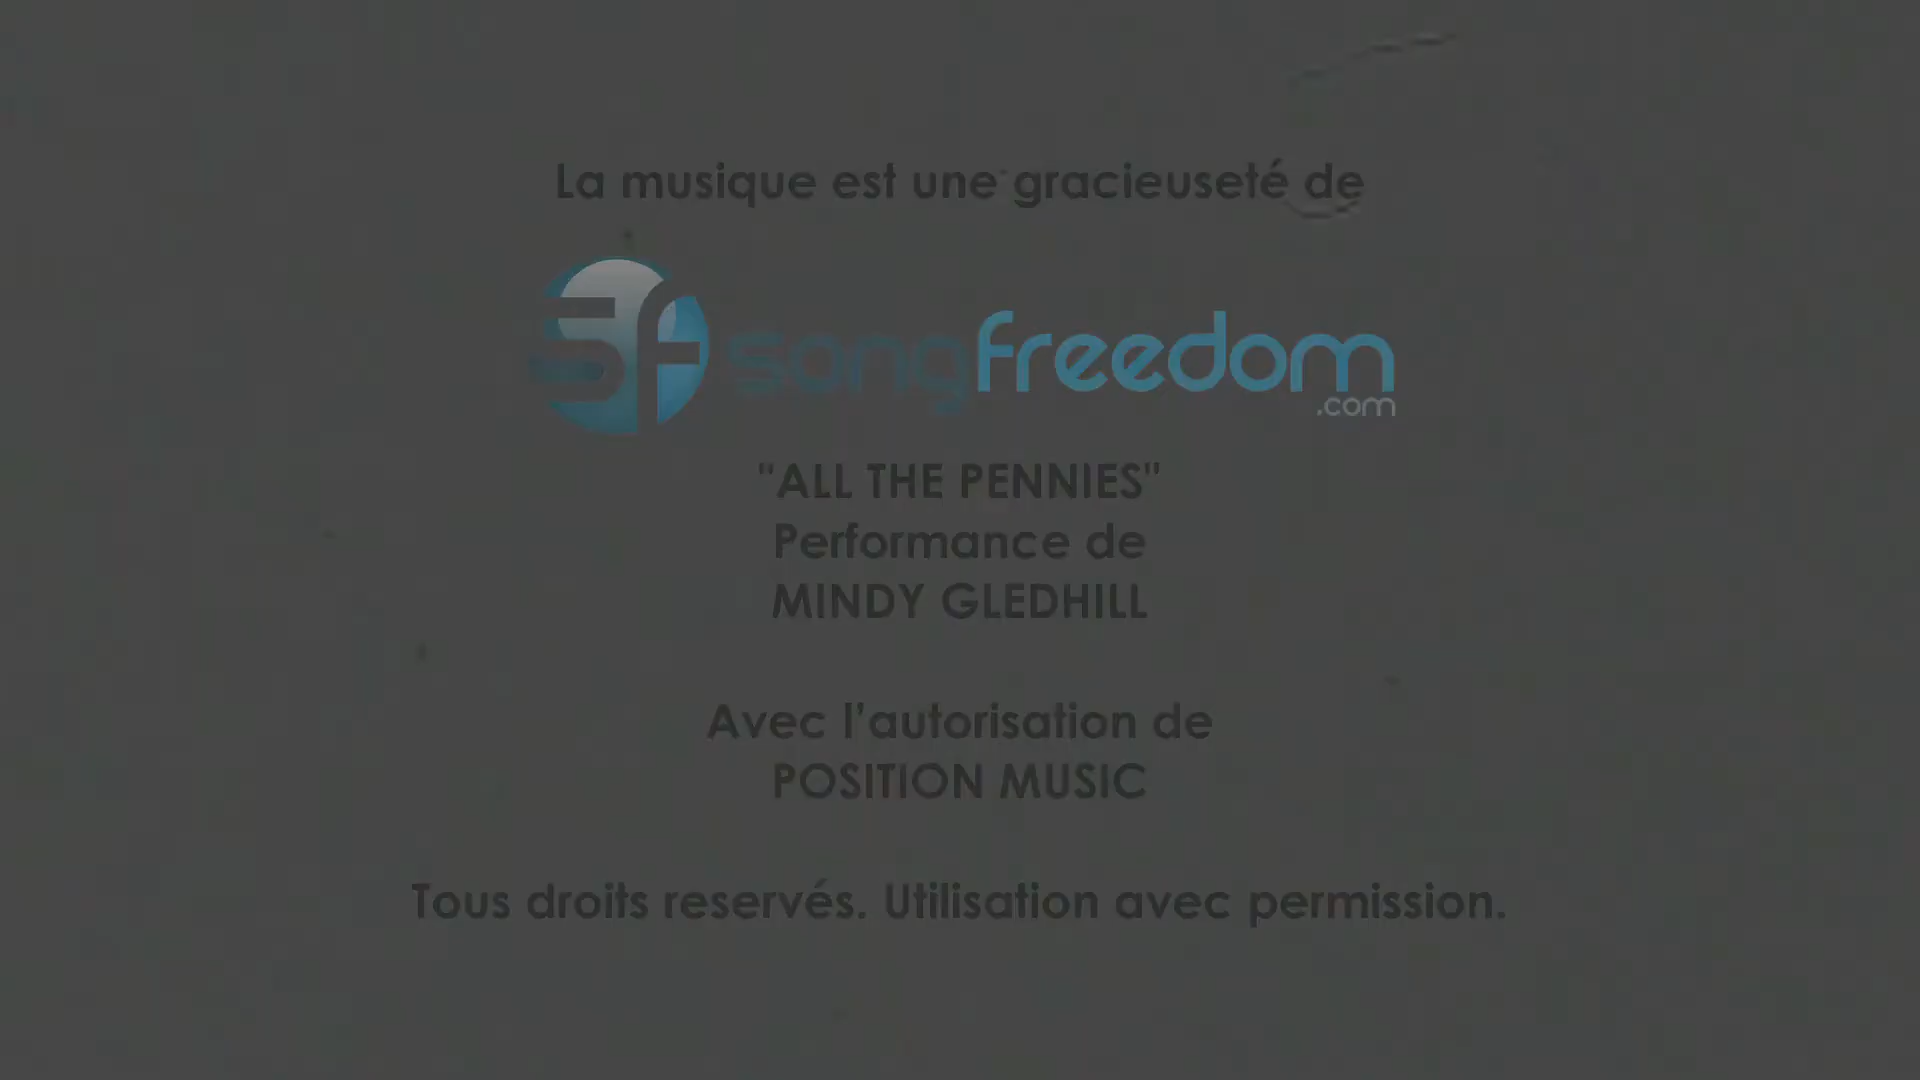 La musique est une gracieuseté de
sf songfreedom
.com
"ALL THE PENNIES"
Performance de
MINDY GLEDHILL
Avec l'autorisation de
POSITION MUSIC
Tous droits reservés. Utilisation avec permission.